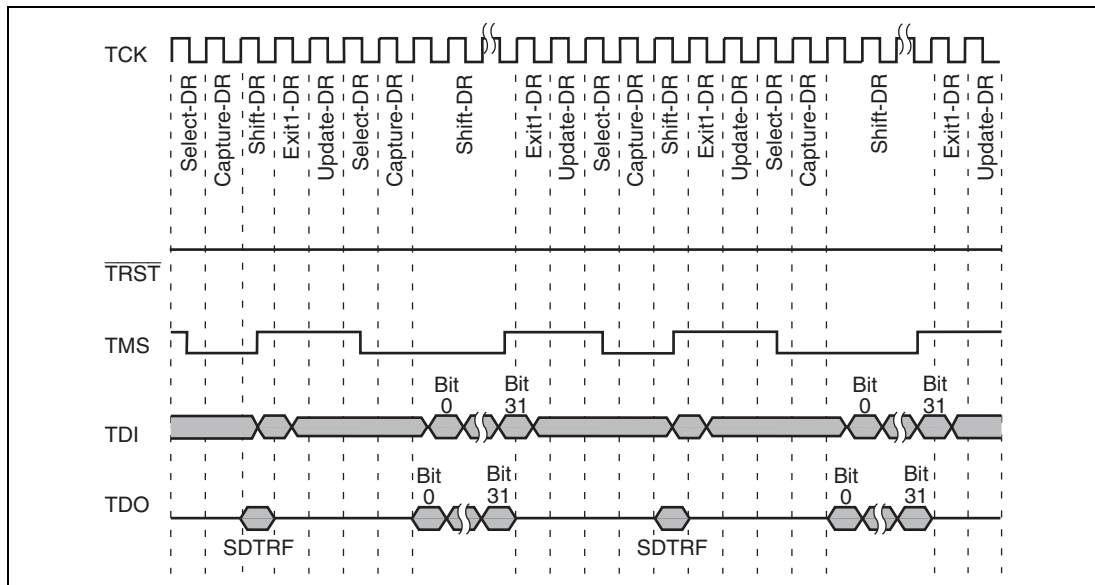 TCK
Select-DR
Capture-DR
Shift-DR
Exit1-DR
Update-DR
Select-DR
Capture-DR
Shift-DR
Exit1-DR
Update-DR
Select-DR
Capture-DR
Shift-DR
Exit1-DR
Update-DR
Select-DR
Capture-DR
Shift-DR
Exit1-DR
Update-DR
TRST
TMS
Bit
0
Bit
31
Bit
0
Bit
31
TDI
Bit
0
Bit
31
Bit
0
Bit
31
TDO
SDTRF
SDTRF